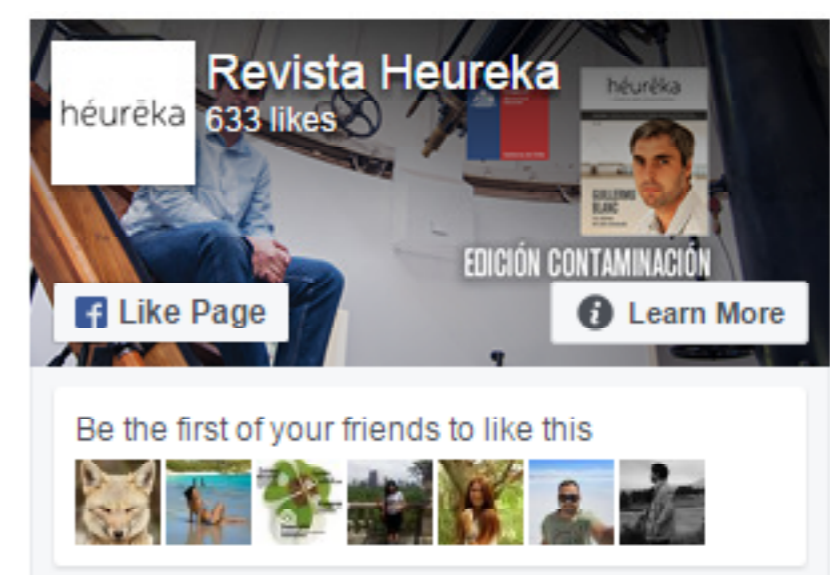 Revista Heureka
633 likes
héurēka
héurēka
GUILLERMO
BLANC
EDICIÓN CONTAMINACIÓN
Like Page
Learn More
Be the first of your friends to like this